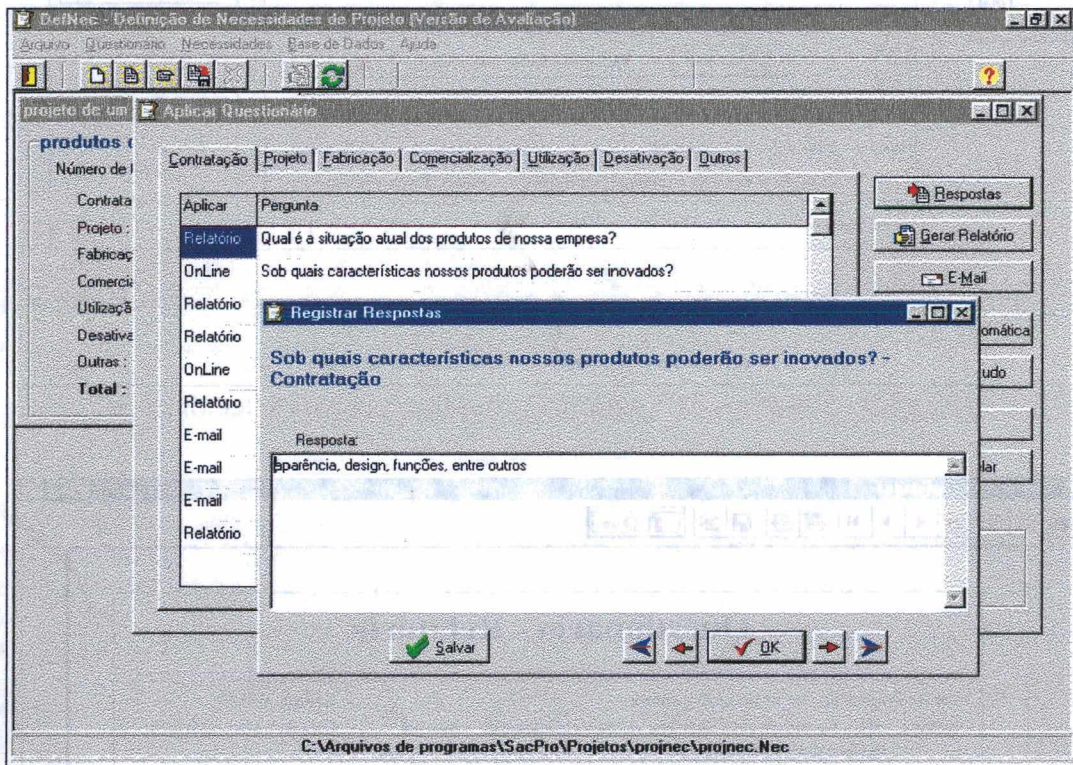 DefNec - Definição de Necessidades de Projeto [Versão de Avaliação]
Arquivo Questionário Necessidades Base de Dados Ajuda
projeto de um
Aplicar Questionário
produtos
Número de
Contrata
Projeto :
Fabricaç
Comercia
Utilizaçã
Desativa
Outras :
Total :
Contratação Projeto Fabricação Comercialização Utilização Desativação Outros
Aplicar Pergunta
Relatório Qual é a situação atual dos produtos de nossa empresa?
OnLine Sob quais características nossos produtos poderão ser inovados?
Relatório
Relatório
OnLine
Relatório
E-mail
E-mail
E-mail
Relatório
Respostas
Gerar Relatório
E-Mail
omática
udo
lar
Registrar Respostas
Sob quais características nossos produtos poderão ser inovados? -
Contratação
Resposta:
aparência, design, funções, entre outros
Salvar
OK
C:\Arquivos de programas\SacPro\Projetos\projnec\projnec.Nec